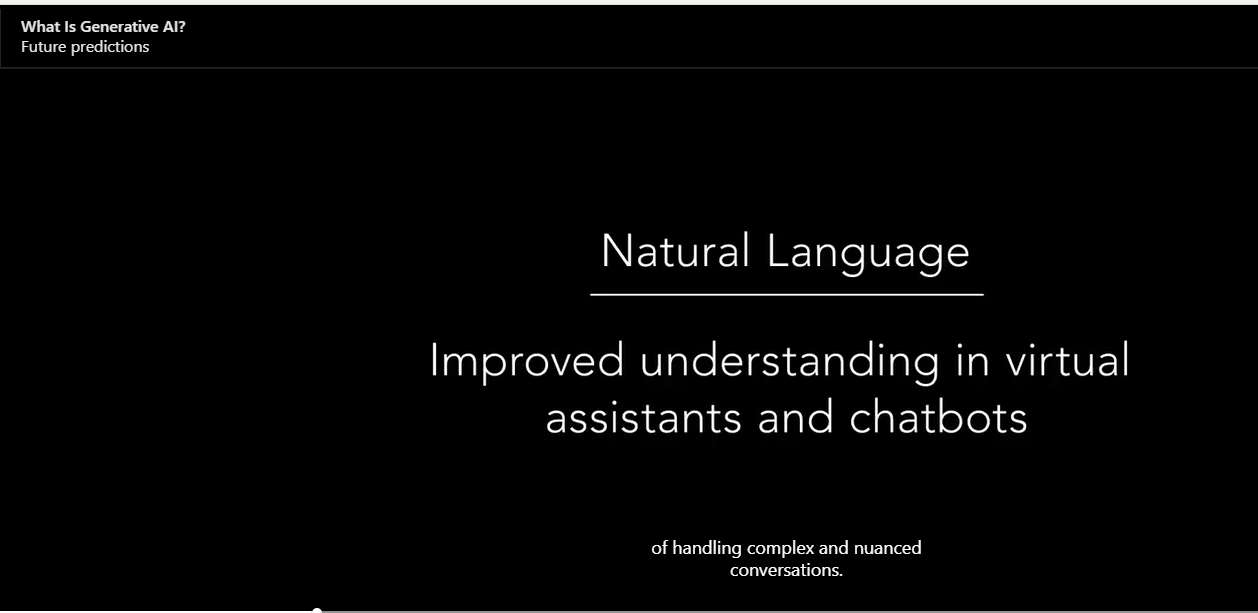 What Is Generative AI?
Future predictions
Natural Language
Improved understanding in virtual
assistants and chatbots
of handling complex and nuanced
conversations.